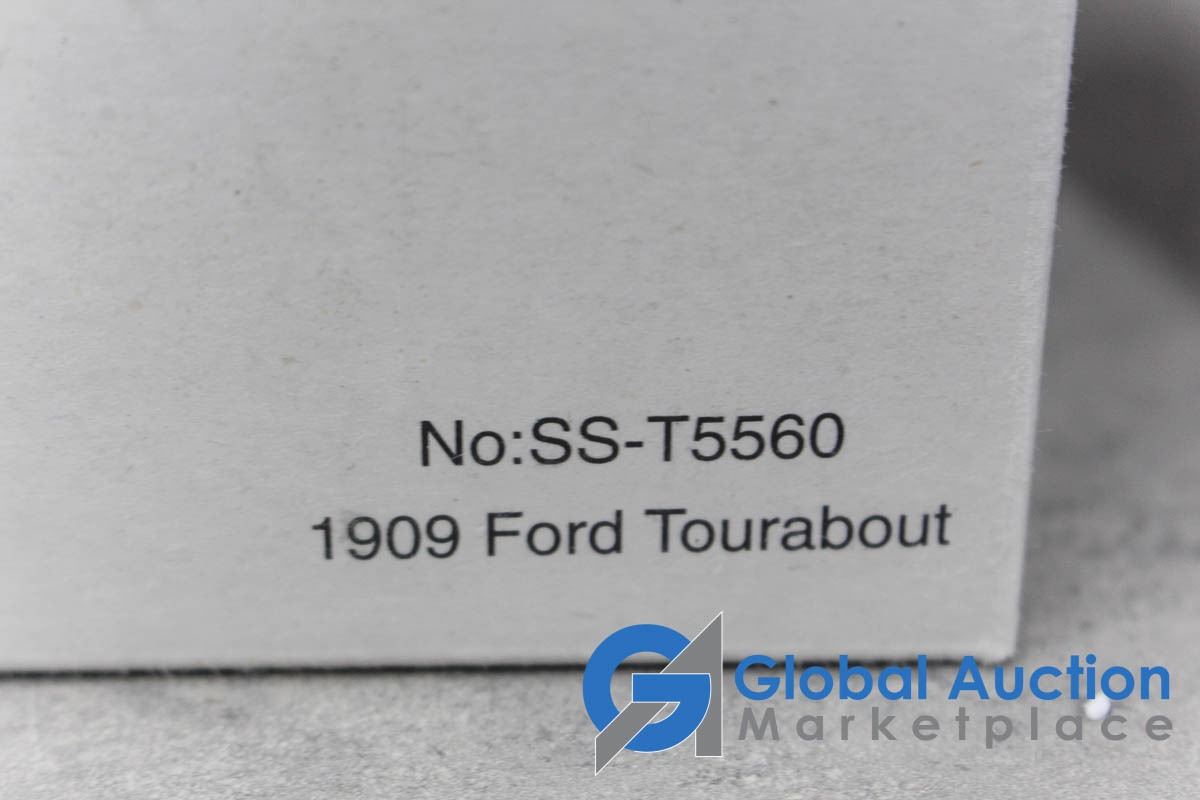 No:SS-T5560
1909 Ford Tourabout
Global Auction
Marketplace